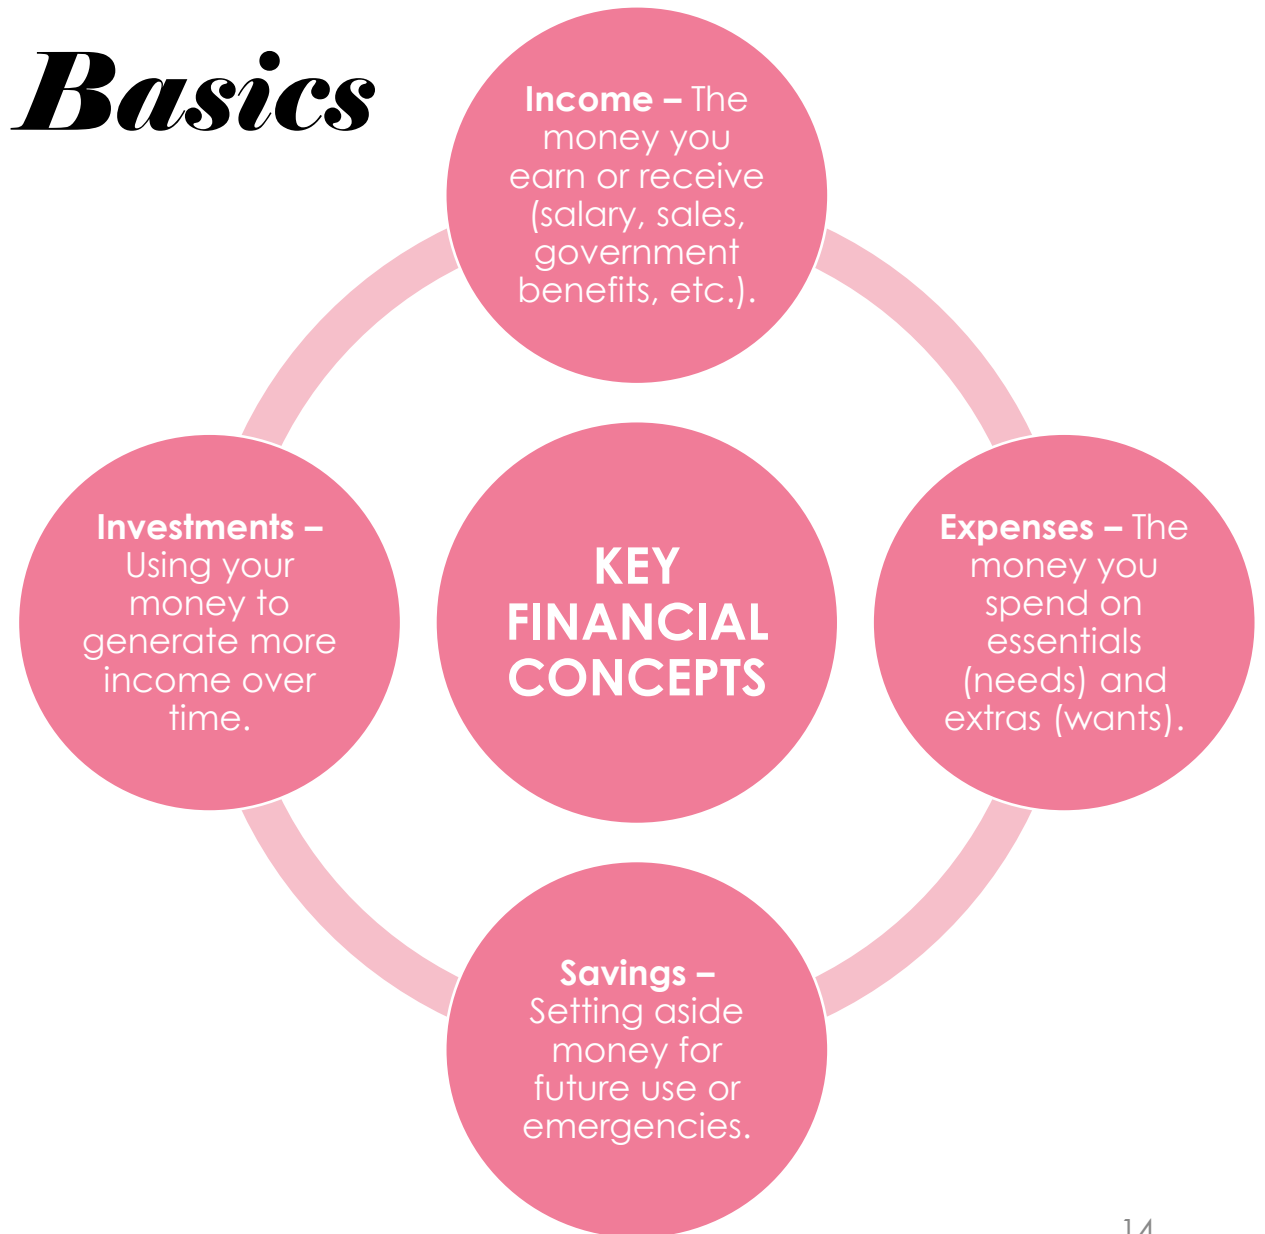 Basics
Income – The
money you
earn or receive
(salary, sales,
government
benefits, etc.).
Investments –
Using your
money to
generate more
income over
time.
KEY
FINANCIAL
CONCEPTS
Expenses – The
money you
spend on
essentials
(needs) and
extras (wants).
Savings –
Setting aside
money for
future use or
emergencies.
14